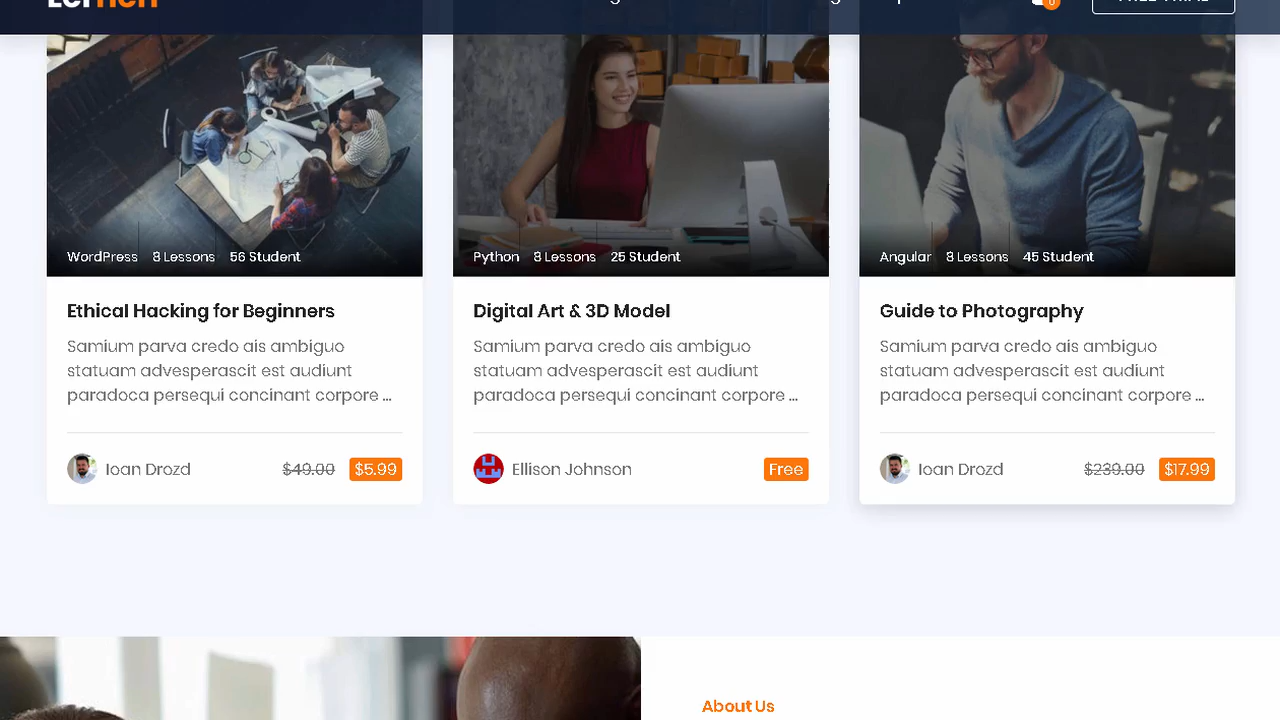 0
WordPress 8 Lessons 56 Student
Ethical Hacking for Beginners
Samium parva credo ais ambiguo
statuam advesperascit est audiunt
paradoca persequi concinant corpore ...
Ioan Drozd $49.00 $5.99
Python 8 Lessons 25 Student
Digital Art & 3D Model
Samium parva credo ais ambiguo
statuam advesperascit est audiunt
paradoca persequi concinant corpore ...
Ellison Johnson Free
Angular 8 Lessons 45 Student
Guide to Photography
Samium parva credo ais ambiguo
statuam advesperascit est audiunt
paradoca persequi concinant corpore ...
Ioan Drozd $239.00 $17.99
About Us